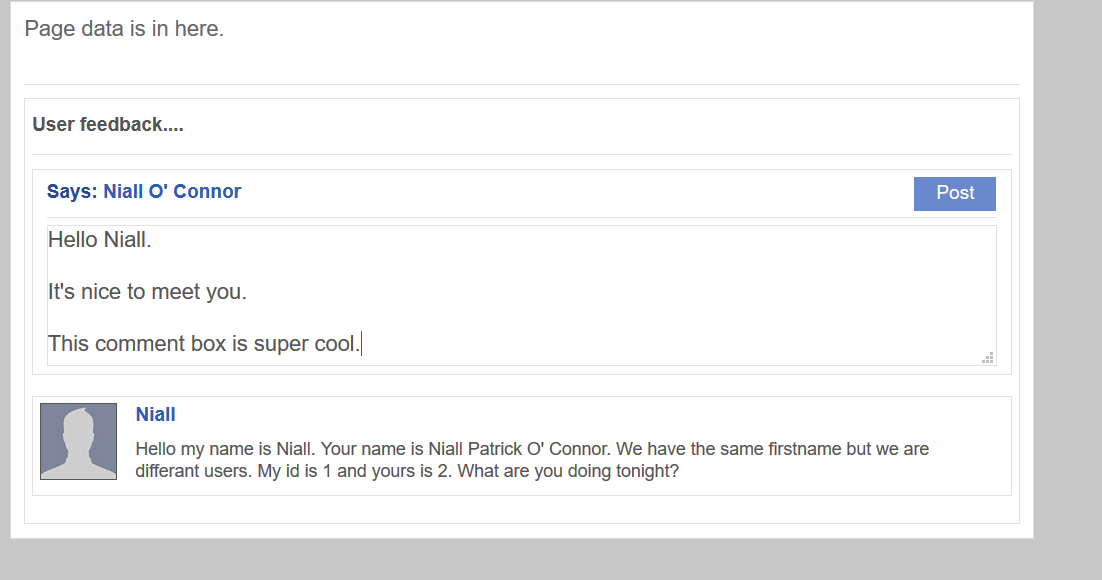 Page data is in here.
User feedback....
Says: Niall O' Connor
Post
Hello Niall.
It's nice to meet you.
This comment box is super cool.
Niall
Hello my name is Niall. Your name is Niall Patrick O' Connor. We have the same firstname but we are
differant users. My id is 1 and yours is 2. What are you doing tonight?